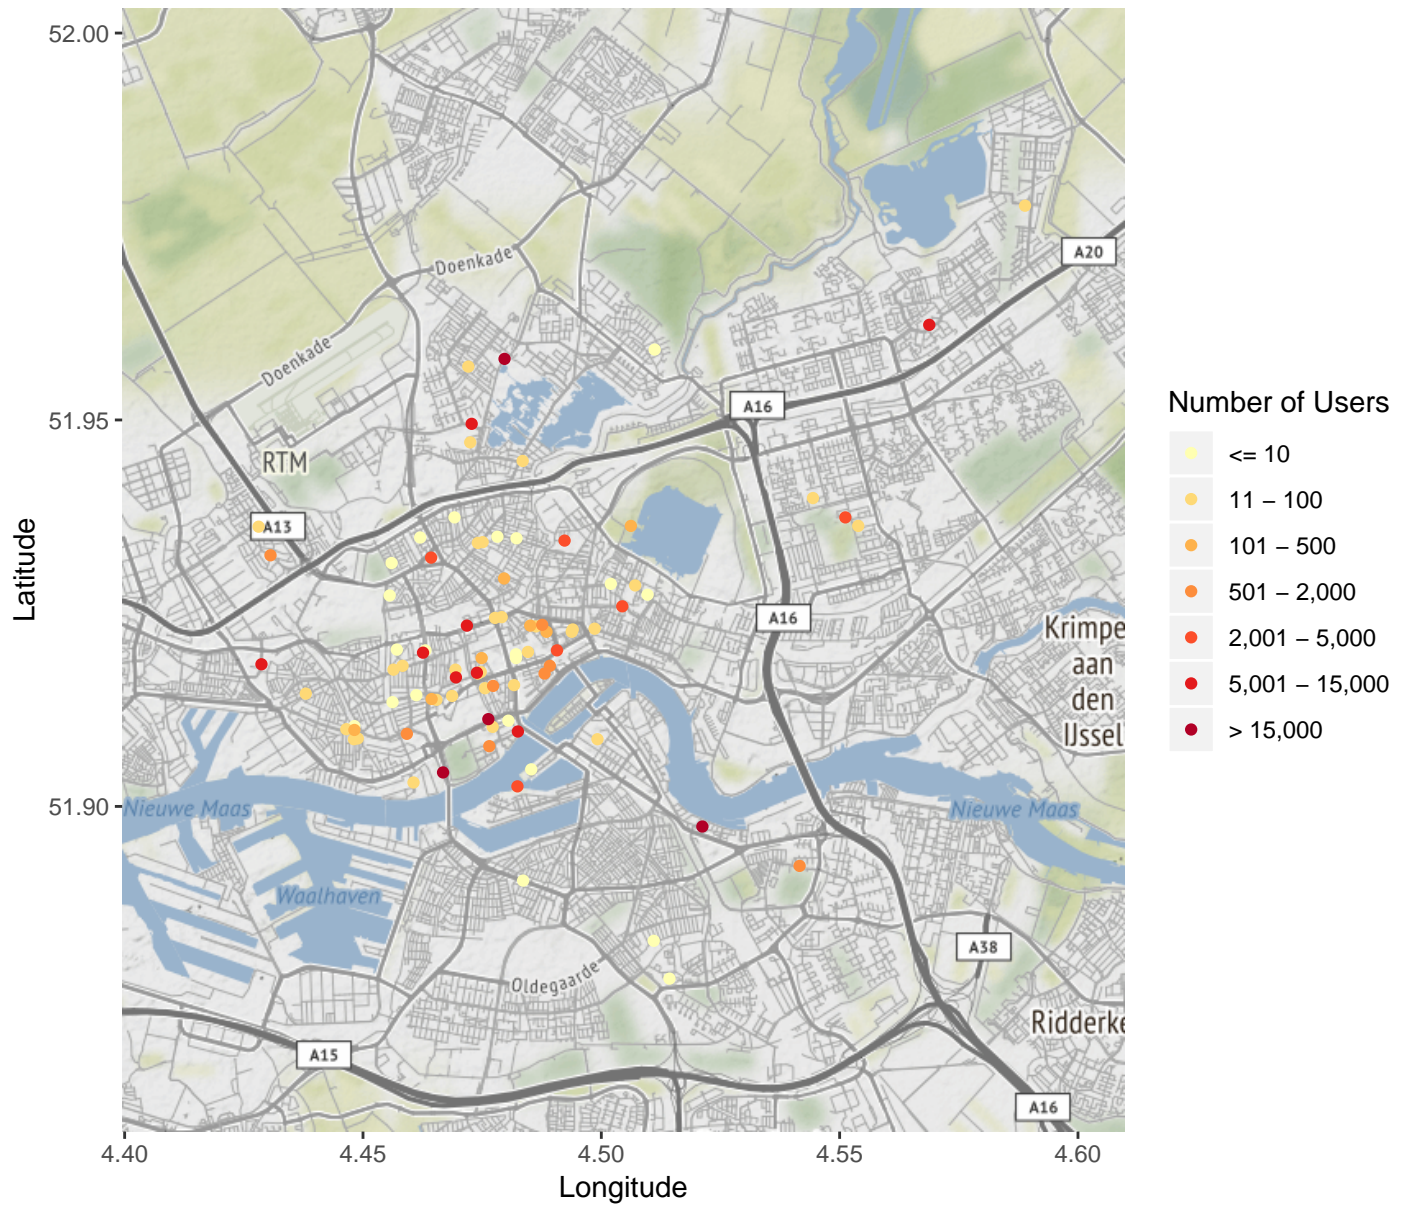 52.00
51.95
51.90
Latitude
4.40
4.45
4.50
4.55
4.60
Longitude
Doenkade
Doenkade
A20
A16
RTM
A13
A16
Krimpe
aan
den
IJssel
Nieuwe Maas
Nieuwe Maas
Waalhaven
A38
Oldegaarde
Ridderke
A15
A16
Number of Users
<= 10
11 – 100
101 – 500
501 – 2,000
2,001 – 5,000
5,001 – 15,000
> 15,000